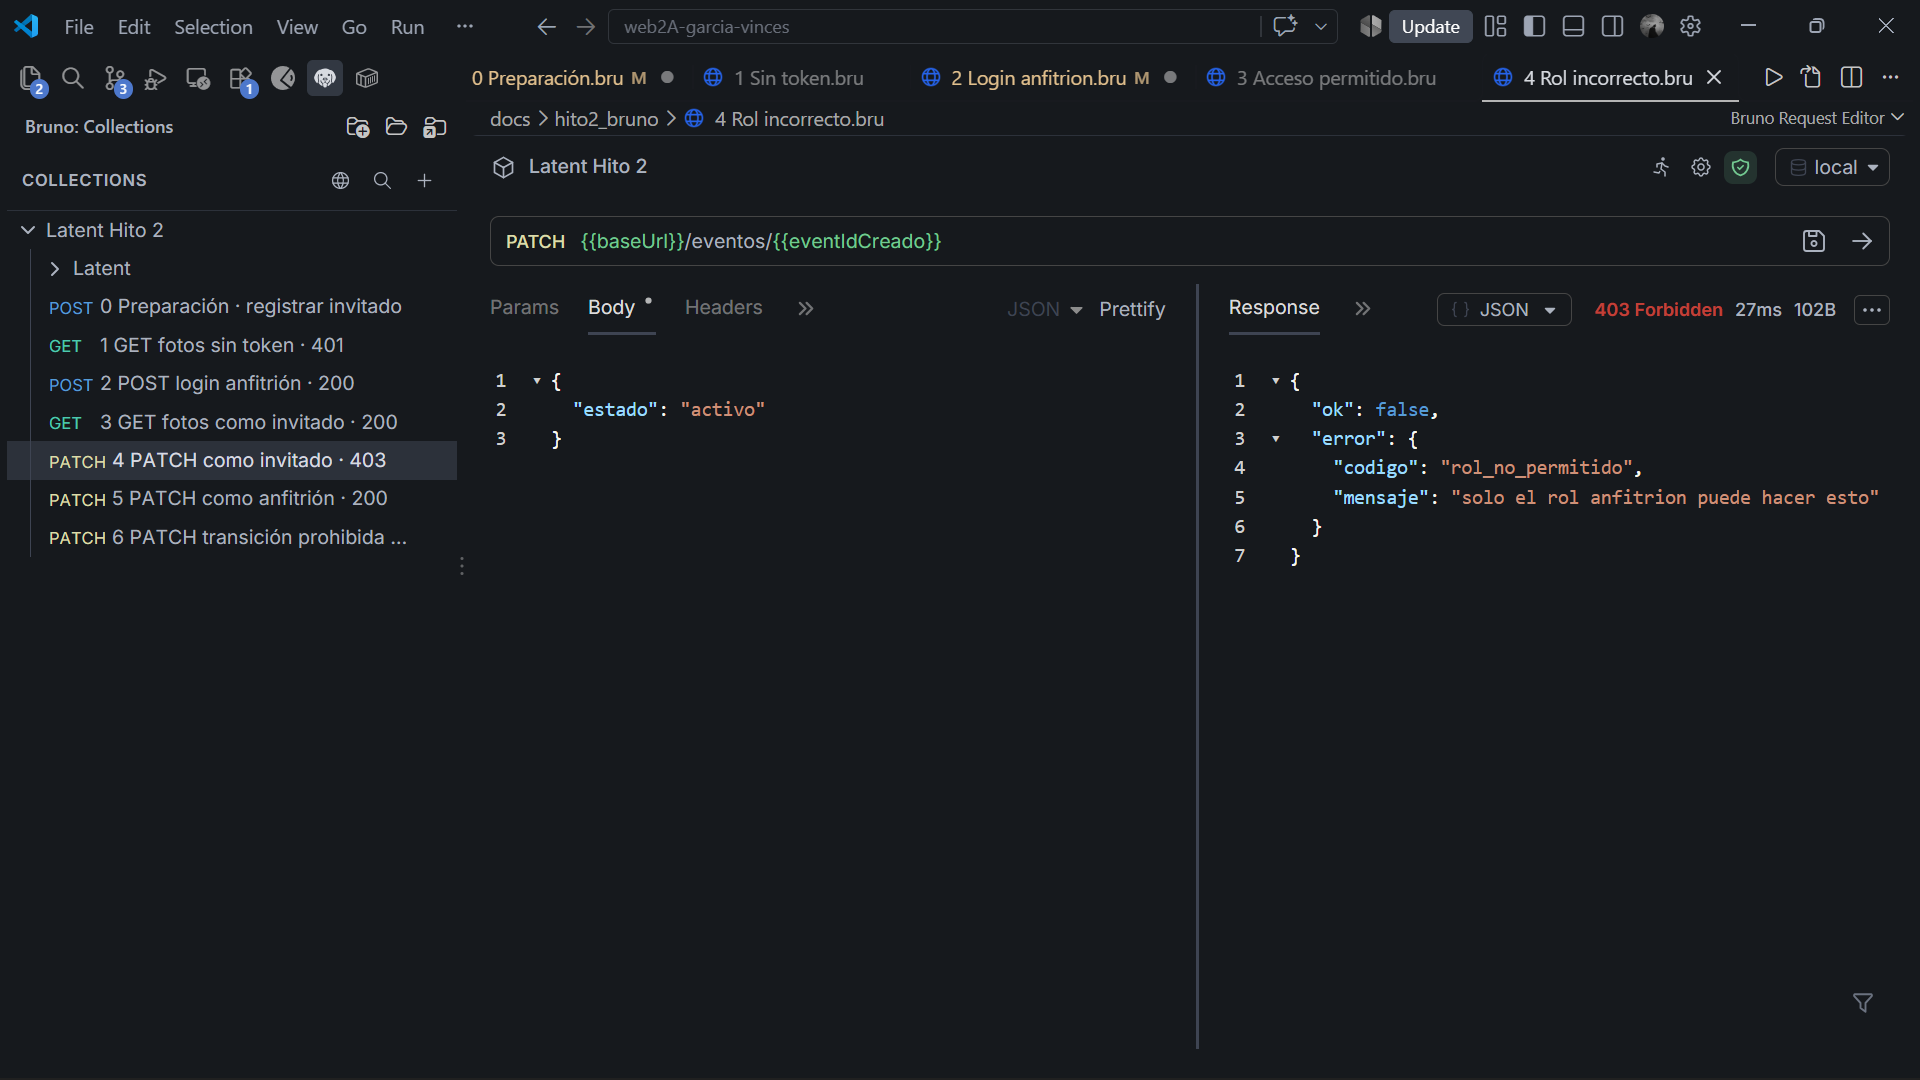 File Edit Selection View Go Run ···
web2A-garcia-vinces
Update
2 3 1
0 Preparación.bru M
1 Sin token.bru
2 Login anfitrion.bru M
3 Acceso permitido.bru
4 Rol incorrecto.bru
Bruno: Collections
docs > hito2_bruno > 4 Rol incorrecto.bru
Bruno Request Editor
COLLECTIONS
Latent Hito 2
local
Latent Hito 2
Latent
POST 0 Preparación · registrar invitado
GET 1 GET fotos sin token · 401
POST 2 POST login anfitrión · 200
GET 3 GET fotos como invitado · 200
PATCH 4 PATCH como invitado · 403
PATCH 5 PATCH como anfitrión · 200
PATCH 6 PATCH transición prohibida ...
PATCH {{baseUrl}}/eventos/{{eventIdCreado}}
Params Body Headers
JSON Prettify
1 {
2 "estado": "activo"
3 }
Response
{ } JSON
403 Forbidden 27ms 102B
1 {
2 "ok": false,
3 "error": {
4 "codigo": "rol_no_permitido",
5 "mensaje": "solo el rol anfitrion puede hacer esto"
6 }
7 }